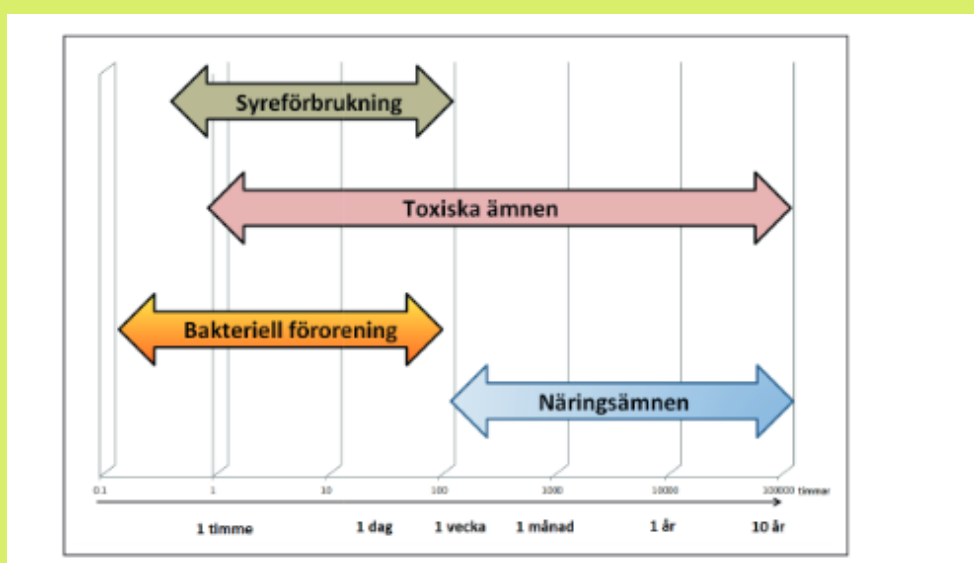 Syreförbrukning
Toxiska ämnen
Bakteriell förorening
Näringsämnen
0.1 1 10 100 1000 10000 100000 timmar
1 timme 1 dag 1 vecka 1 månad 1 år 10 år